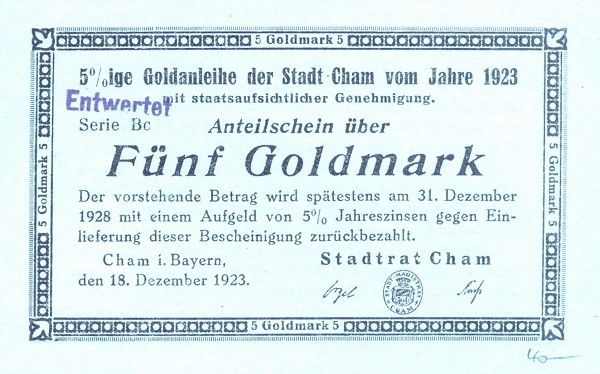 5 Goldmark 5
5%ige Goldanleihe der Stadt Cham vom Jahre 1923
Entwertet
mit staatsaufsichtlicher Genehmigung.
Serie Bc
Anteilschein über
Fünf Goldmark
Der vorstehende Betrag wird spätestens am 31. Dezember
1928 mit einem Aufgeld von 5% Jahreszinsen gegen Ein-
lieferung dieser Bescheinigung zurückbezahlt.
Cham i. Bayern,
den 18. Dezember 1923.
Stadtrat Cham
5 Goldmark 5
5 Goldmark 5
5 Goldmark 5